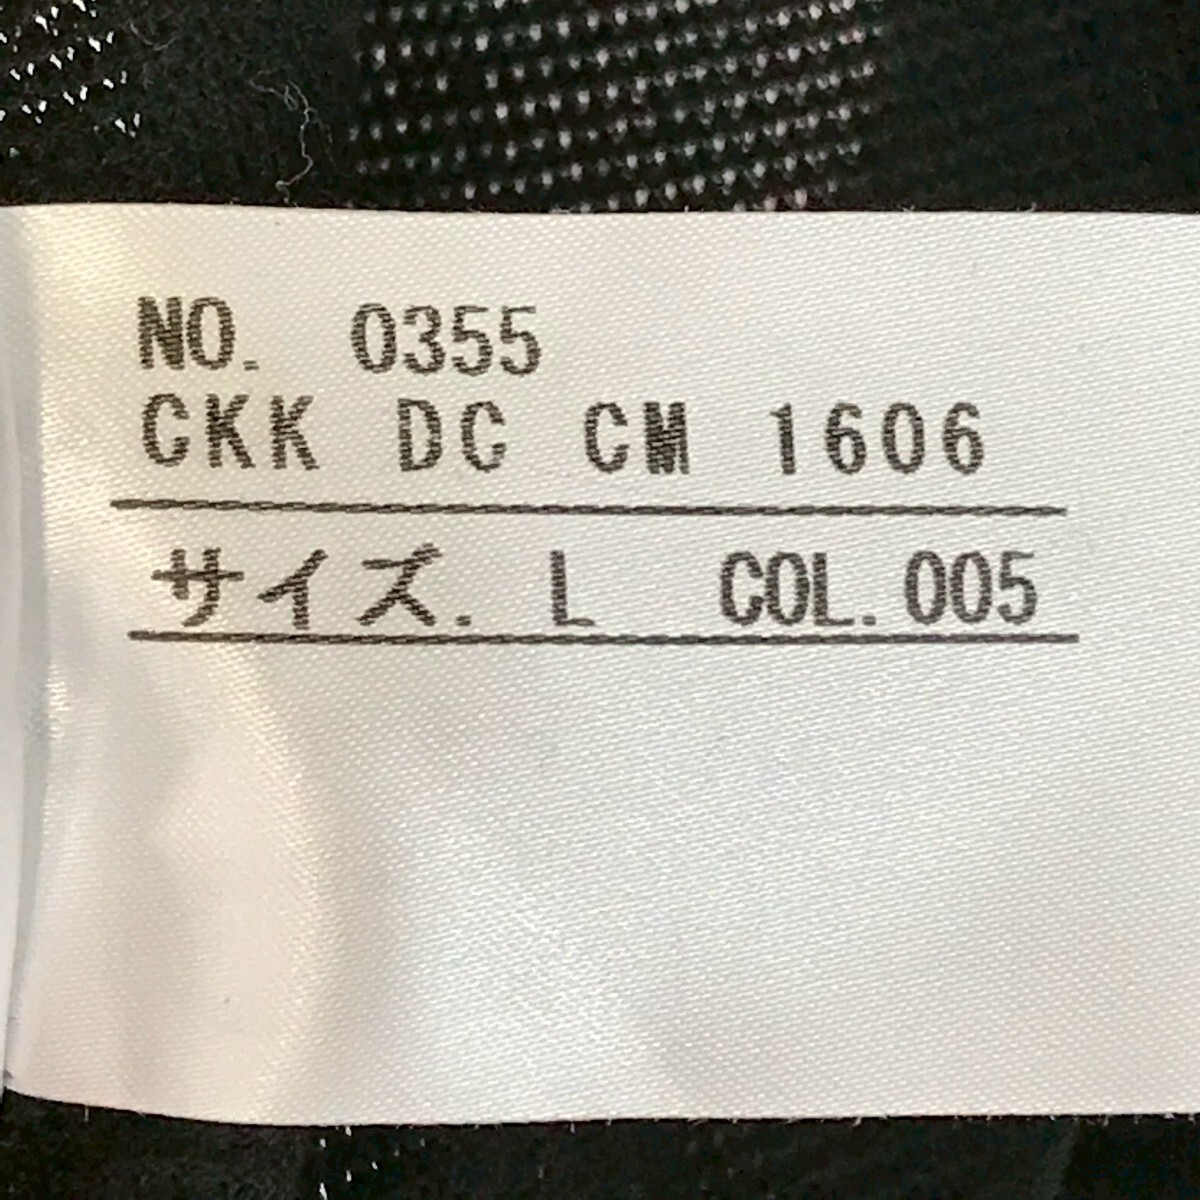 NO. 0355
CKK DC CM 1606
サイズ. L COL.005